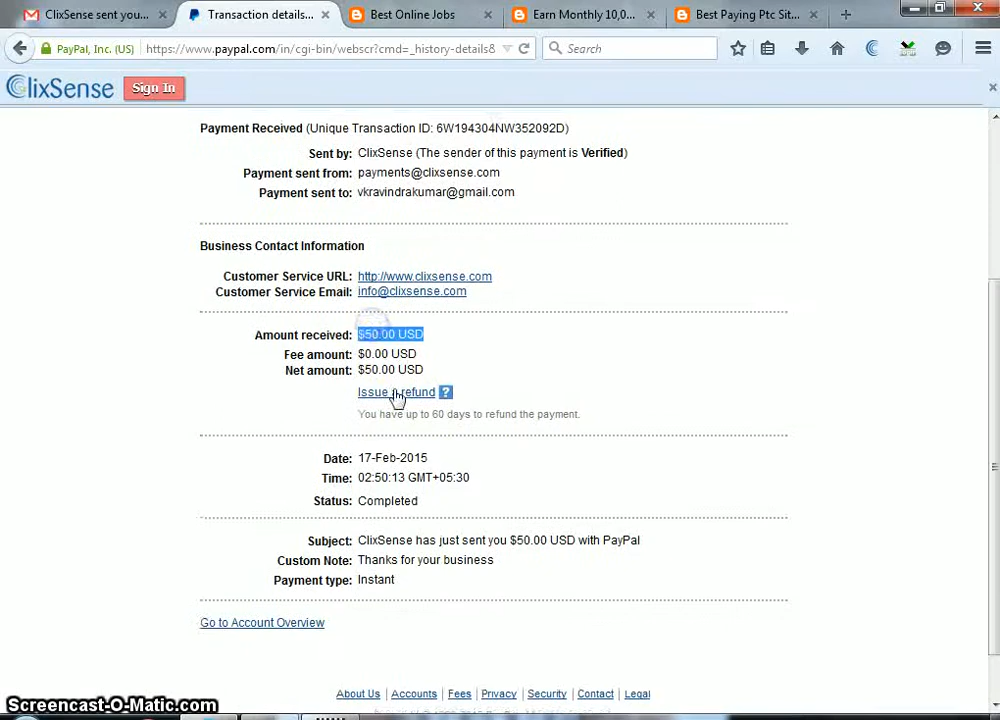 ClixSense sent you...
Transaction details...
Best Online Jobs
Earn Monthly 10,0...
Best Paying Ptc Sit...
PayPal, Inc. (US)
https://www.paypal.com/in/cgi-bin/webscr?cmd=_history-details&
Search
ClixSense
Sign In
Payment Received (Unique Transaction ID: 6W194304NW352092D)
Sent by: ClixSense (The sender of this payment is Verified)
Payment sent from: payments@clixsense.com
Payment sent to: vkravindrakumar@gmail.com
Business Contact Information
Customer Service URL: http://www.clixsense.com
Customer Service Email: info@clixsense.com
Amount received: $50.00 USD
Fee amount: $0.00 USD
Net amount: $50.00 USD
Issue a refund ?
You have up to 60 days to refund the payment.
Date: 17-Feb-2015
Time: 02:50:13 GMT+05:30
Status: Completed
Subject: ClixSense has just sent you $50.00 USD with PayPal
Custom Note: Thanks for your business
Payment type: Instant
Go to Account Overview
About Us | Accounts | Fees | Privacy | Security | Contact | Legal
Screencast-O-Matic.com